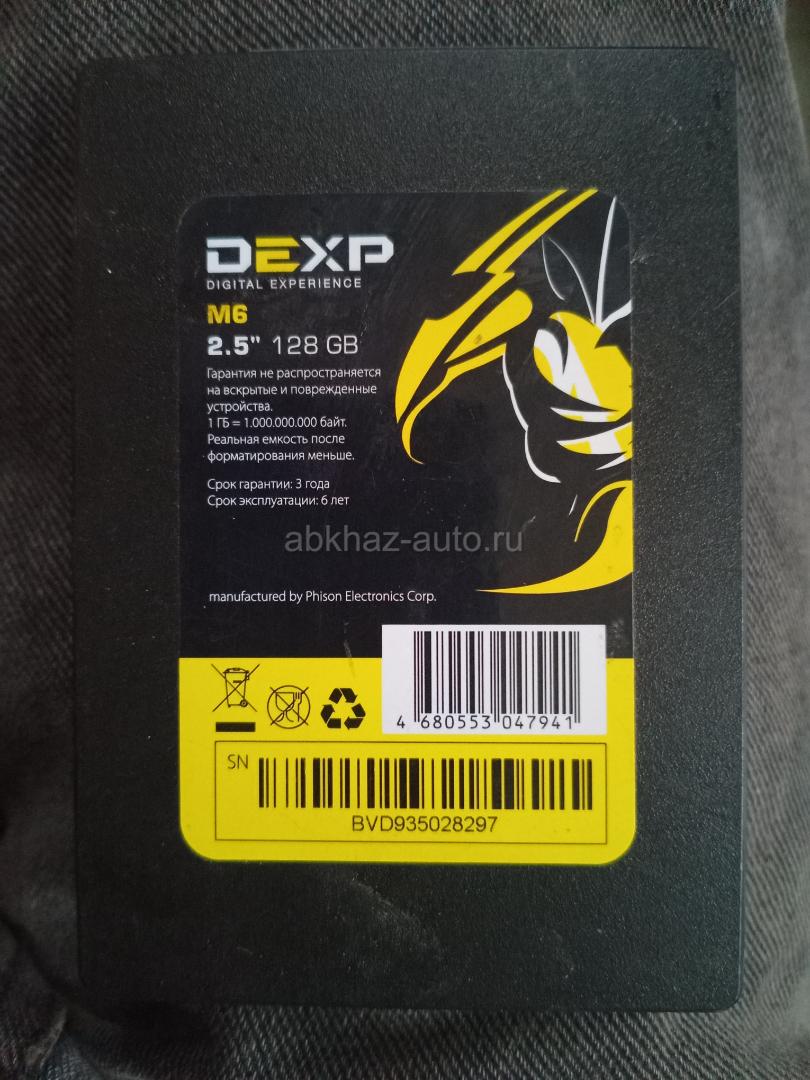 DEXP
DIGITAL EXPERIENCE
M6
2.5" 128 GB
Гарантия не распространяется
на вскрытые и поврежденные
устройства.
1 ГБ = 1.000.000.000 байт.
Реальная емкость после
форматирования меньше.
Срок гарантии: 3 года
Срок эксплуатации: 6 лет
abkhaz-auto.ru
manufactured by Phison Electronics Corp.
4 680553 047941
SN
BVD935028297